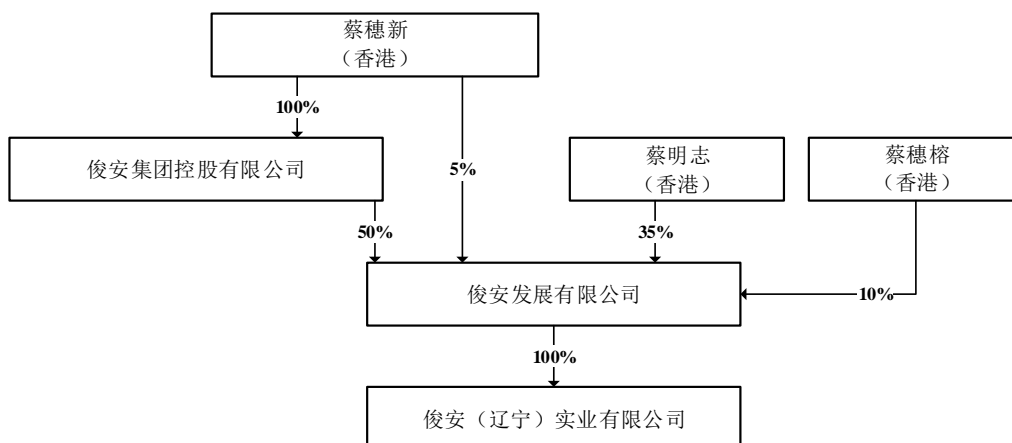 蔡穗新
（香港）
100%
俊安集团控股有限公司
5%
蔡明志
（香港）
蔡穗榕
（香港）
50%
35%
俊安发展有限公司
10%
100%
俊安（辽宁）实业有限公司